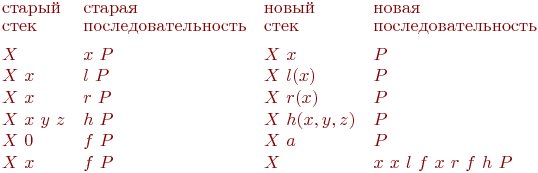 старый старая новый новая
стек последовательность стек последовательность
X x P X x P
X x l P X l(x) P
X x r P X r(x) P
X x y z h P X h(x, y, z) P
X 0 f P X a P
X x f P X x x l f x r f h P